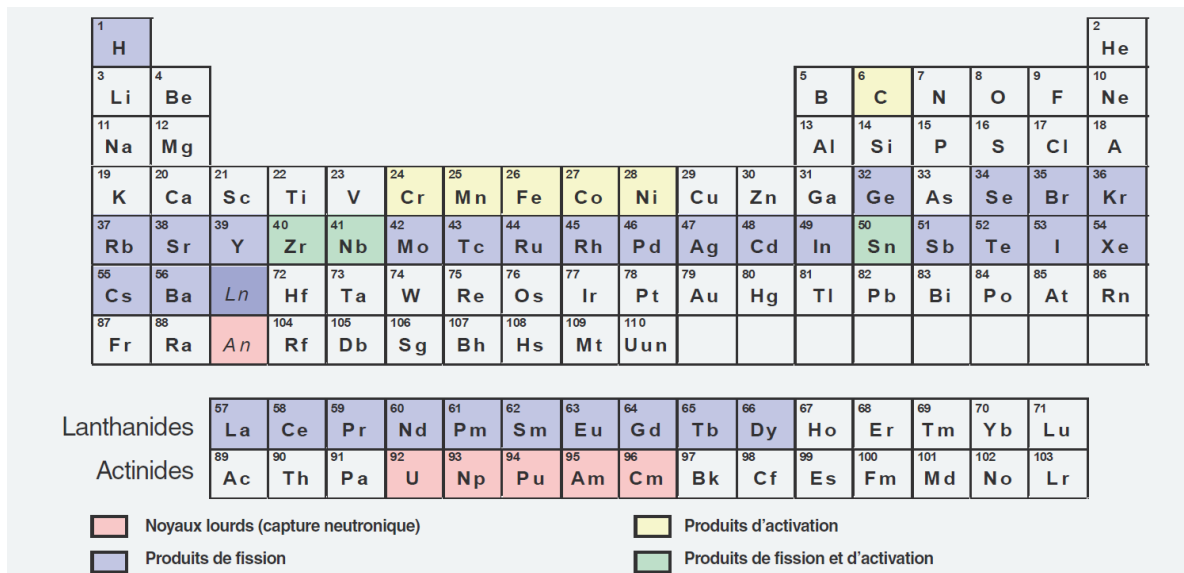 1 2
H He
3 4 5 6 7 8 9 10
Li Be B C N O F Ne
11 12 13 14 15 16 17 18
Na Mg Al Si P S Cl A
19 20 21 22 23 24 25 26 27 28 29 30 31 32 33 34 35 36
K Ca Sc Ti V Cr Mn Fe Co Ni Cu Zn Ga Ge As Se Br Kr
37 38 39 40 41 42 43 44 45 46 47 48 49 50 51 52 53 54
Rb Sr Y Zr Nb Mo Tc Ru Rh Pd Ag Cd In Sn Sb Te I Xe
55 56 72 73 74 75 76 77 78 79 80 81 82 83 84 85 86
Cs Ba Ln Hf Ta W Re Os Ir Pt Au Hg Tl Pb Bi Po At Rn
87 88 104 105 106 107 108 109 110
Fr Ra An Rf Db Sg Bh Hs Mt Uun
57 58 59 60 61 62 63 64 65 66 67 68 69 70 71
Lanthanides La Ce Pr Nd Pm Sm Eu Gd Tb Dy Ho Er Tm Yb Lu
89 90 91 92 93 94 95 96 97 98 99 100 101 102 103
Actinides Ac Th Pa U Np Pu Am Cm Bk Cf Es Fm Md No Lr
Noyaux lourds (capture neutronique) Produits d'activation
Produits de fission Produits de fission et d'activation